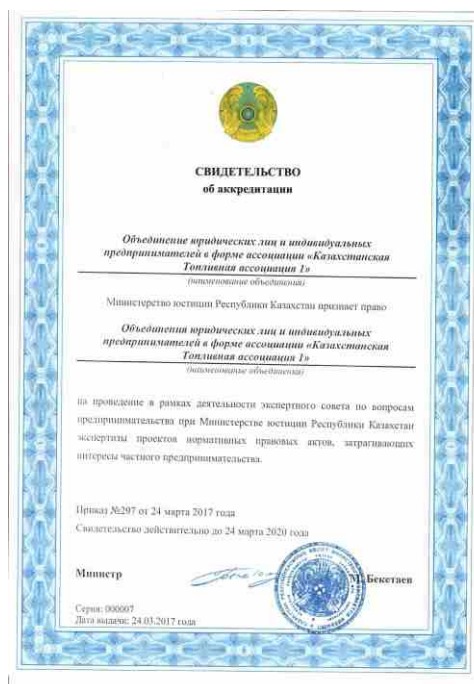 СВИДЕТЕЛЬСТВО
об аккредитации
Объединение юридических лиц и индивидуальных
предпринимателей в форме ассоциации «Казахстанская
Топливная ассоциация 1»
(наименование объединения)
Министерство юстиции Республики Казахстан признает право
Объединения юридических лиц и индивидуальных
предпринимателей в форме ассоциации «Казахстанская
Топливная ассоциация 1»
(наименование объединения)
на проведение в рамках деятельности экспертного совета по вопросам
предпринимательства при Министерстве юстиции Республики Казахстан
экспертизы проектов нормативных правовых актов, затрагивающих
интересы частного предпринимательства.
Приказ №297 от 24 марта 2017 года
Свидетельство действительно до 24 марта 2020 года
Министр М. Бекетаев
Серия: 000007
Дата выдачи: 24.03.2017 года